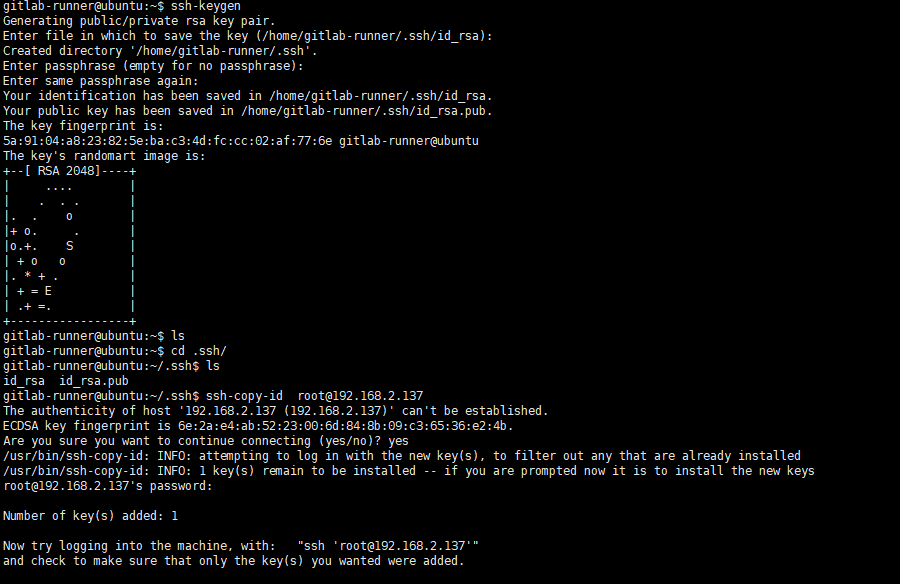 gitlab-runner@ubuntu:~$ ssh-keygen
Generating public/private rsa key pair.
Enter file in which to save the key (/home/gitlab-runner/.ssh/id_rsa):
Created directory '/home/gitlab-runner/.ssh'.
Enter passphrase (empty for no passphrase):
Enter same passphrase again:
Your identification has been saved in /home/gitlab-runner/.ssh/id_rsa.
Your public key has been saved in /home/gitlab-runner/.ssh/id_rsa.pub.
The key fingerprint is:
5a:91:04:a8:23:82:5e:ba:c3:4d:fc:cc:02:af:77:6e gitlab-runner@ubuntu
The key's randomart image is:
+--[ RSA 2048]----+
|     ....        |
|    .  . .       |
|.  .    o        |
|+ o.     .       |
|o.+.    S        |
| + o   o         |
|. * + .          |
| + = E           |
| .+ =.           |
+-----------------+
gitlab-runner@ubuntu:~$ ls
gitlab-runner@ubuntu:~$ cd .ssh/
gitlab-runner@ubuntu:~/.ssh$ ls
id_rsa  id_rsa.pub
gitlab-runner@ubuntu:~/.ssh$ ssh-copy-id  root@192.168.2.137
The authenticity of host '192.168.2.137 (192.168.2.137)' can't be established.
ECDSA key fingerprint is 6e:2a:e4:ab:52:23:00:6d:84:8b:09:c3:65:36:e2:4b.
Are you sure you want to continue connecting (yes/no)? yes
/usr/bin/ssh-copy-id: INFO: attempting to log in with the new key(s), to filter out any that are already installed
/usr/bin/ssh-copy-id: INFO: 1 key(s) remain to be installed -- if you are prompted now it is to install the new keys
root@192.168.2.137's password:

Number of key(s) added: 1

Now try logging into the machine, with:   "ssh 'root@192.168.2.137'"
and check to make sure that only the key(s) you wanted were added.